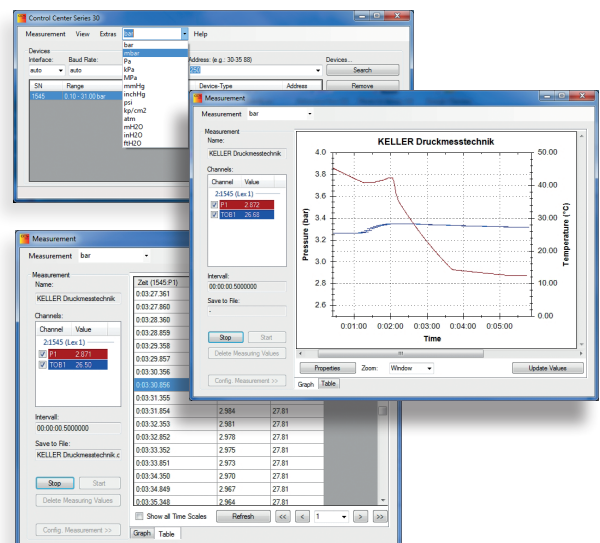 Control Center Series 30
Measurement View Extras bar Help
Devices
Interface: Baud Rate: Address: (e.g.: 30-35 88) Devices...
auto auto 250 Search
SN Range Device-Type Address Remove
1545 0.10 - 31.00 bar
bar
mbar
Pa
kPa
MPa
mmHg
inchHg
psi
kp/cm2
atm
mH2O
inH2O
ftH2O
Measurement
Measurement bar
Measurement
Name:
KELLER Druckmesstechnik
Channels:
Channel Value
2:1545 (Lex 1)
P1 2.872
TOB1 26.60
Intervall:
00:00:00.5000000
Save to File:
-
Stop Start
Delete Measuring Values
Config. Measurement >>
KELLER Druckmesstechnik
Pressure (bar)
4.0
3.8
3.6
3.4
3.2
3.0
2.8
2.6
50.00
40.00
30.00
20.00
10.00
0.00
Temperature (°C)
0:01:00 0:02:00 0:03:00 0:04:00 0:05:00
Time
Properties Zoom: Window Update Values
Graph Table
Measurement
Measurement bar
Measurement
Name:
KELLER Druckmesstechnik
Channels:
Channel Value
2:1545 (Lex 1)
P1 2.871
TOB1 26.50
Intervall:
00:00:00.5000000
Save to File:
KELLER Druckmesstechnik.c
Stop Start
Delete Measuring Values
Config. Measurement >>
Zeit (1545:P1)
0:03:27.361
0:03:27.860
0:03:28.360
0:03:28.859
0:03:29.358
0:03:29.857
0:03:30.356
0:03:30.856
0:03:31.355
0:03:31.854 2.984 27.81
0:03:32.353 2.981 27.81
0:03:32.852 2.978 27.81
0:03:33.352 2.975 27.81
0:03:33.851 2.973 27.81
0:03:34.350 2.970 27.81
0:03:34.849 2.967 27.81
0:03:35.348 2.964 27.81
Show all Time Scales Refresh << < 1 > >>
Graph Table